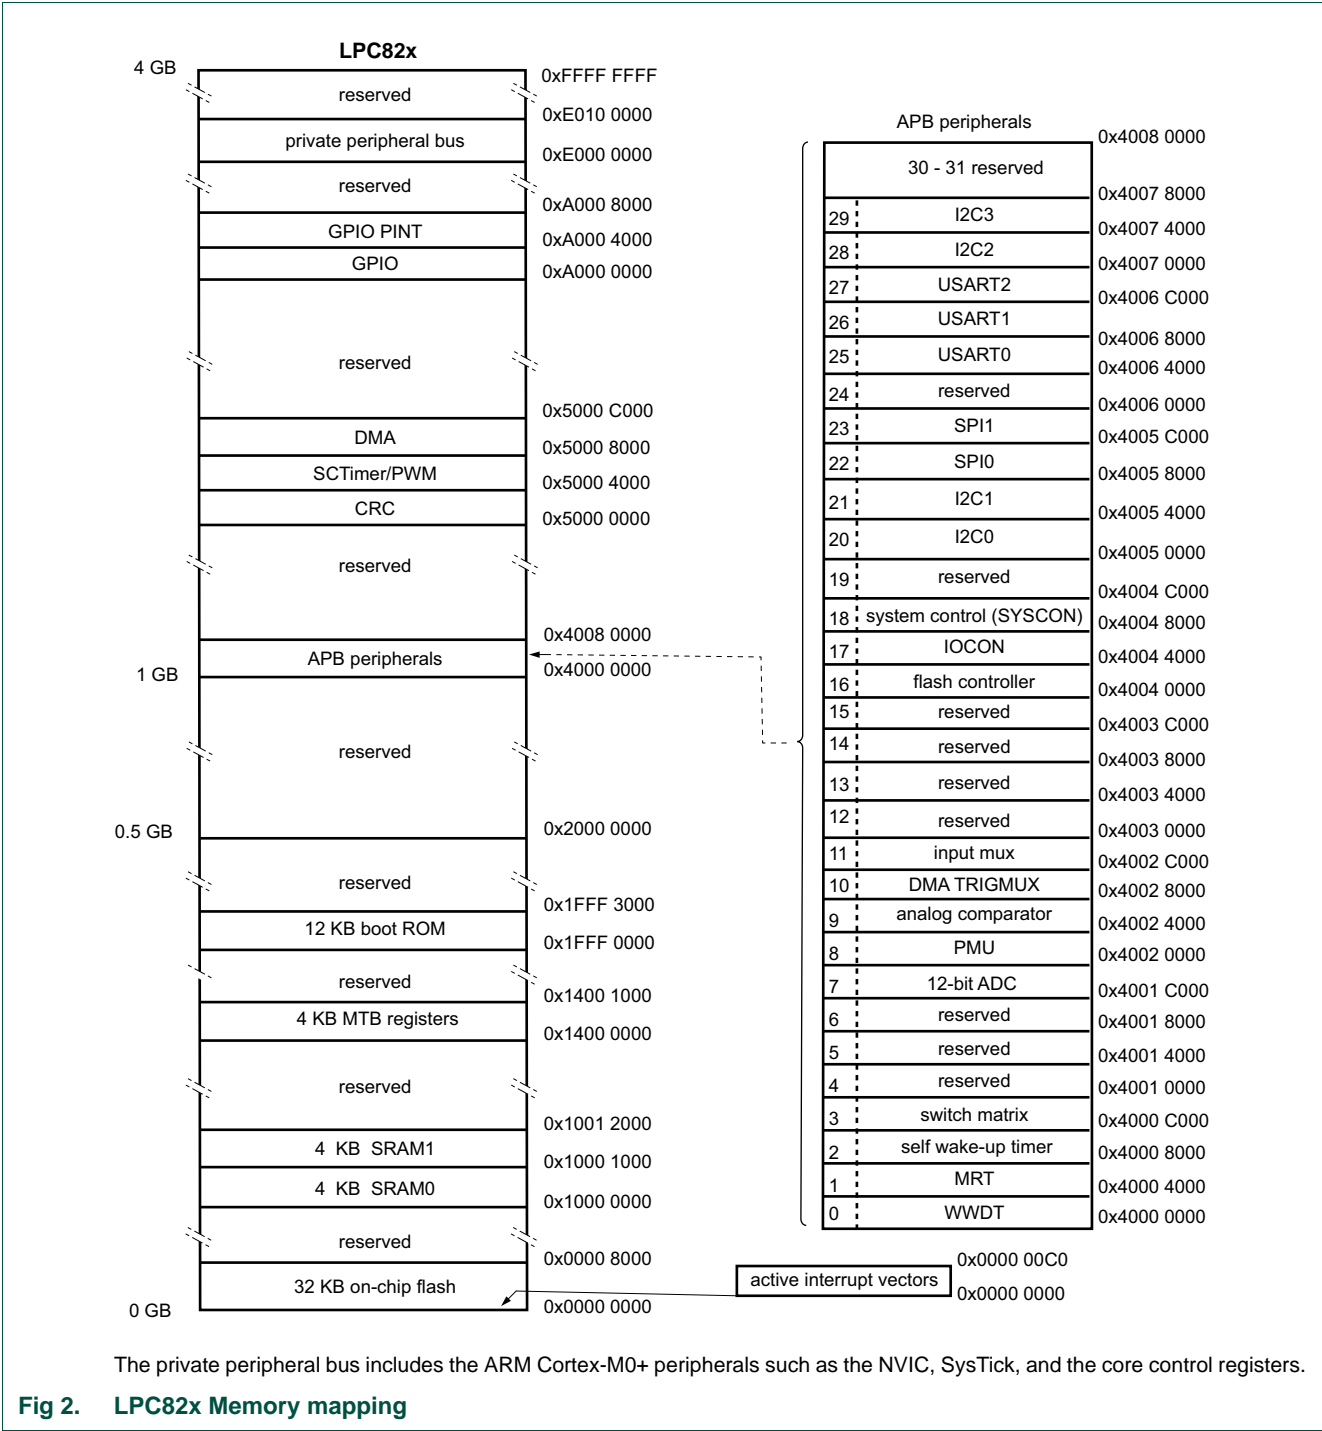 LPC82x
4 GB
0xFFFF FFFF
reserved
0xE010 0000
private peripheral bus
0xE000 0000
reserved
0xA000 8000
GPIO PINT
0xA000 4000
GPIO
0xA000 0000
reserved
0x5000 C000
DMA
0x5000 8000
SCTimer/PWM
0x5000 4000
CRC
0x5000 0000
reserved
0x4008 0000
APB peripherals
1 GB
0x4000 0000
reserved
0.5 GB
0x2000 0000
reserved
0x1FFF 3000
12 KB boot ROM
0x1FFF 0000
reserved
0x1400 1000
4 KB MTB registers
0x1400 0000
reserved
0x1001 2000
4 KB SRAM1
0x1000 1000
4 KB SRAM0
0x1000 0000
reserved
0x0000 8000
32 KB on-chip flash
0 GB
0x0000 0000
APB peripherals
0x4008 0000
30 - 31 reserved
0x4007 8000
29 I2C3
0x4007 4000
28 I2C2
0x4007 0000
27 USART2
0x4006 C000
26 USART1
0x4006 8000
25 USART0
0x4006 4000
24 reserved
0x4006 0000
23 SPI1
0x4005 C000
22 SPI0
0x4005 8000
21 I2C1
0x4005 4000
20 I2C0
0x4005 0000
19 reserved
0x4004 C000
18 system control (SYSCON)
0x4004 8000
17 IOCON
0x4004 4000
16 flash controller
0x4004 0000
15 reserved
0x4003 C000
14 reserved
0x4003 8000
13 reserved
0x4003 4000
12 reserved
0x4003 0000
11 input mux
0x4002 C000
10 DMA TRIGMUX
0x4002 8000
9 analog comparator
0x4002 4000
8 PMU
0x4002 0000
7 12-bit ADC
0x4001 C000
6 reserved
0x4001 8000
5 reserved
0x4001 4000
4 reserved
0x4001 0000
3 switch matrix
0x4000 C000
2 self wake-up timer
0x4000 8000
1 MRT
0x4000 4000
0 WWDT
0x4000 0000
0x0000 00C0
active interrupt vectors
0x0000 0000
The private peripheral bus includes the ARM Cortex-M0+ peripherals such as the NVIC, SysTick, and the core control registers.
Fig 2. LPC82x Memory mapping